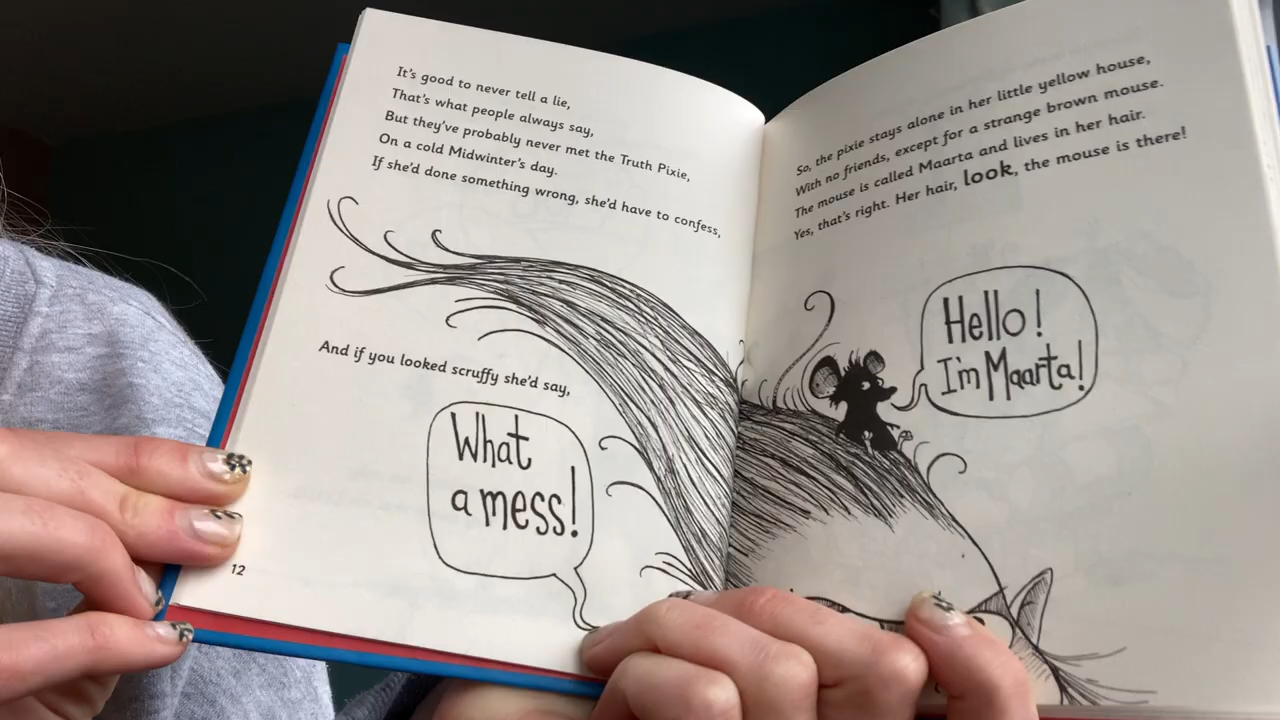 It's good to never tell a lie,
That's what people always say,
But they've probably never met the Truth Pixie,
On a cold Midwinter's day.
If she'd done something wrong, she'd have to confess,
And if you looked scruffy she'd say,
What
a mess!
12
So, the pixie stays alone in her little yellow house,
With no friends, except for a strange brown mouse.
The mouse is called Maarta and lives in her hair.
Yes, that's right. Her hair, look, the mouse is there!
Hello!
I'm Maarta!